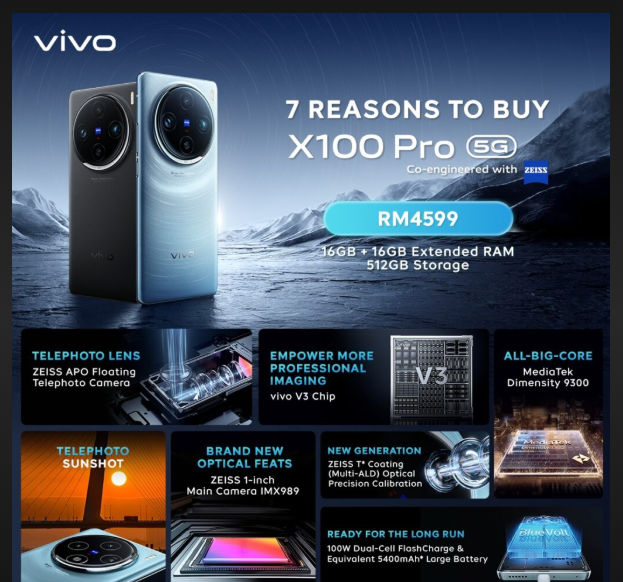 vivo
7 REASONS TO BUY
X100 Pro 5G
Co-engineered with ZEISS
RM4599
16GB + 16GB Extended RAM
512GB Storage
TELEPHOTO LENS
ZEISS APO Floating
Telephoto Camera
EMPOWER MORE
PROFESSIONAL
IMAGING
vivo V3 Chip
V3
ALL-BIG-CORE
MediaTek
Dimensity 9300
MediaTek
TELEPHOTO
SUNSHOT
BRAND NEW
OPTICAL FEATS
ZEISS 1-inch
Main Camera IMX989
NEW GENERATION
ZEISS T* Coating
(Multi-ALD) Optical
Precision Calibration
READY FOR THE LONG RUN
100W Dual-Cell FlashCharge &
Equivalent 5400mAh* Large Battery
BlueVolt
vivo
vivo